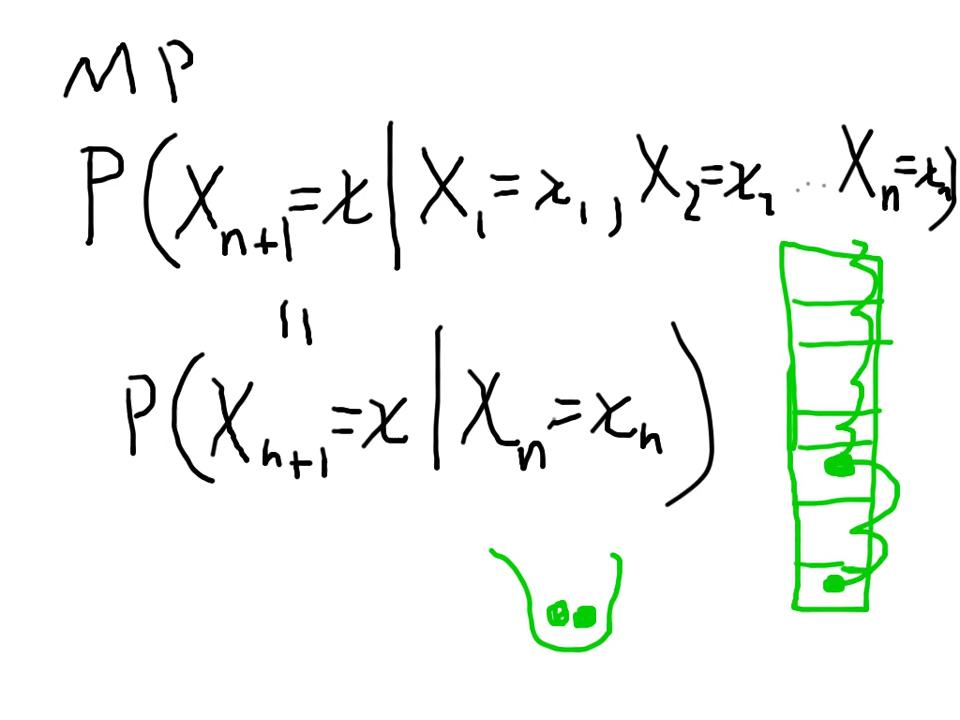 MP
P(X_{n+1}=x|X_1=x_1, X_2=x_2 ... X_n=x_n)
=
P(X_{n+1}=x|X_n=x_n)